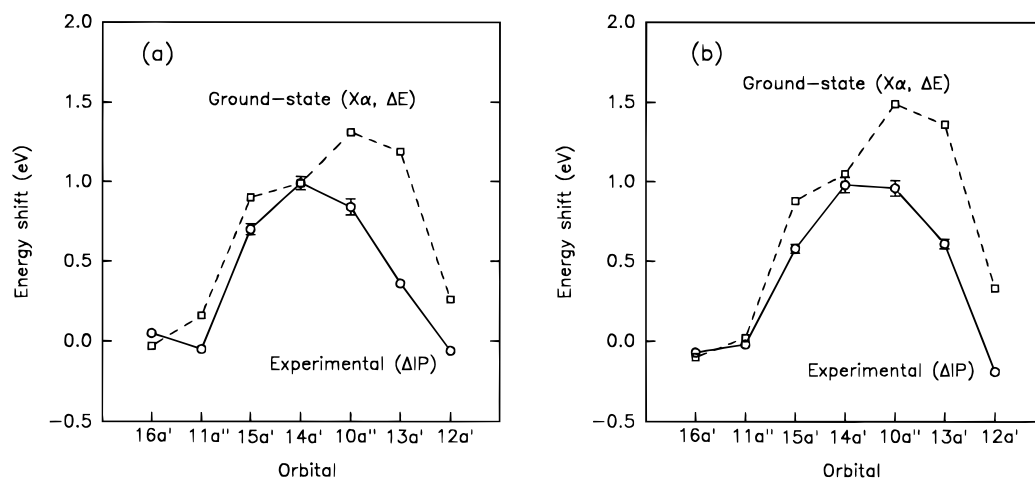 (a)
Ground-state (Xα, ΔE)
Experimental (ΔIP)
Energy shift (eV)
2.0
1.5
1.0
0.5
0.0
-0.5
16a' 11a'' 15a' 14a' 10a'' 13a' 12a'
Orbital
(b)
Ground-state (Xα, ΔE)
Experimental (ΔIP)
Energy shift (eV)
2.0
1.5
1.0
0.5
0.0
-0.5
16a' 11a'' 15a' 14a' 10a'' 13a' 12a'
Orbital